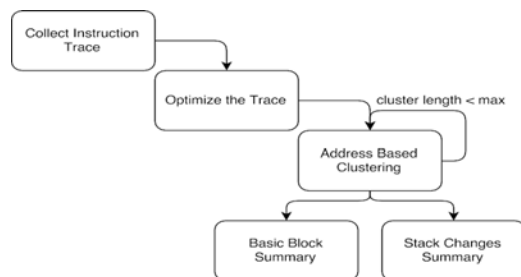 Collect Instruction
Trace
Optimize the Trace
cluster length < max
Address Based
Clustering
Basic Block
Summary
Stack Changes
Summary